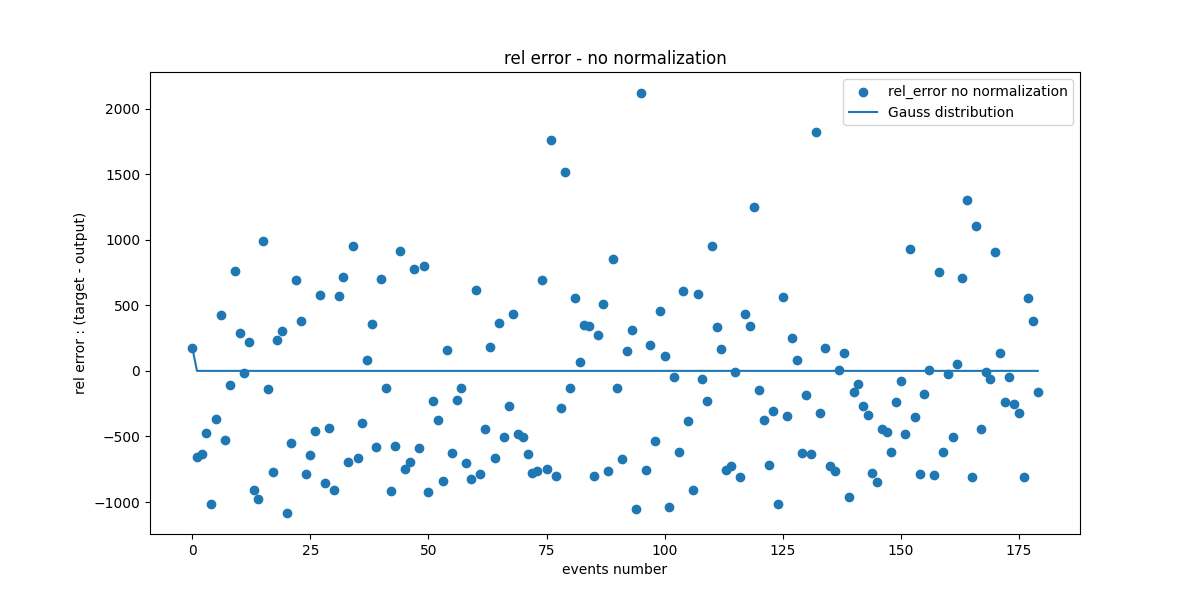 rel error - no normalization
rel_error no normalization
Gauss distribution
2000
1500
1000
500
0
−500
−1000
rel error : (target - output)
0 25 50 75 100 125 150 175
events number